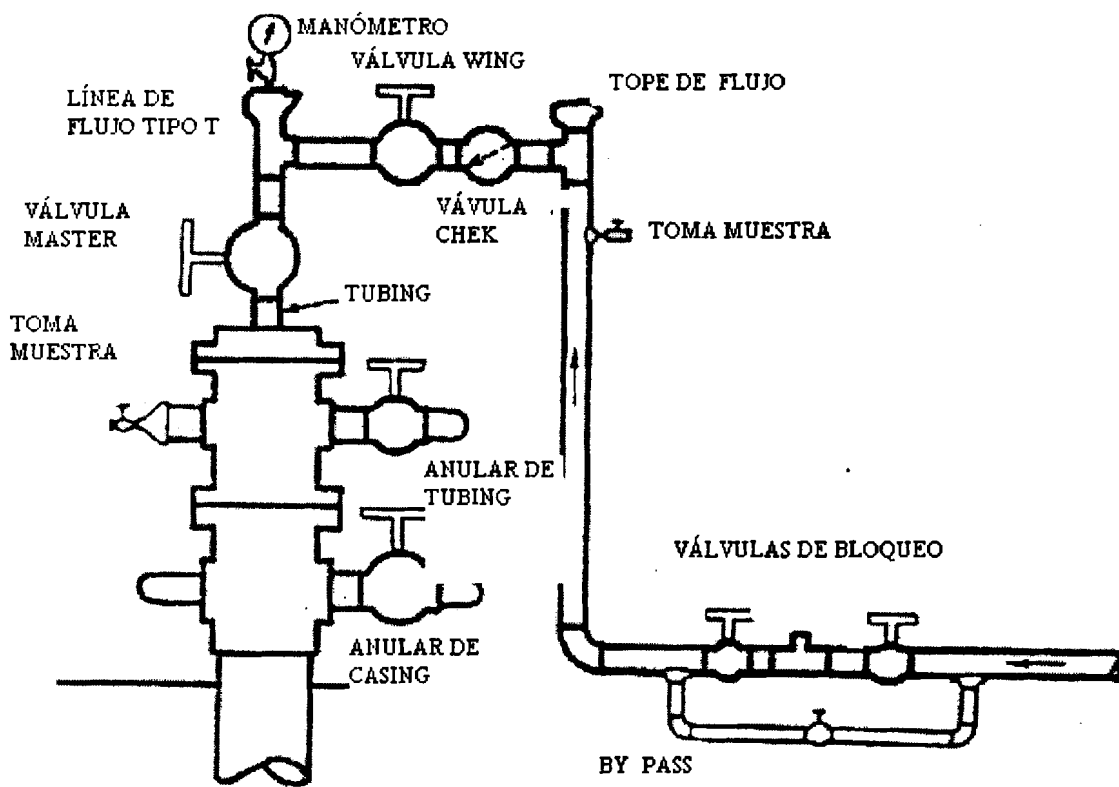 MANÓMETRO
VÁLVULA WING
TOPE DE FLUJO
LÍNEA DE
FLUJO TIPO T
VÁLVULA
MASTER
VÁVULA
CHEK
TOMA MUESTRA
TUBING
TOMA
MUESTRA
ANULAR DE
TUBING
VÁLVULAS DE BLOQUEO
ANULAR DE
CASING
BY PASS